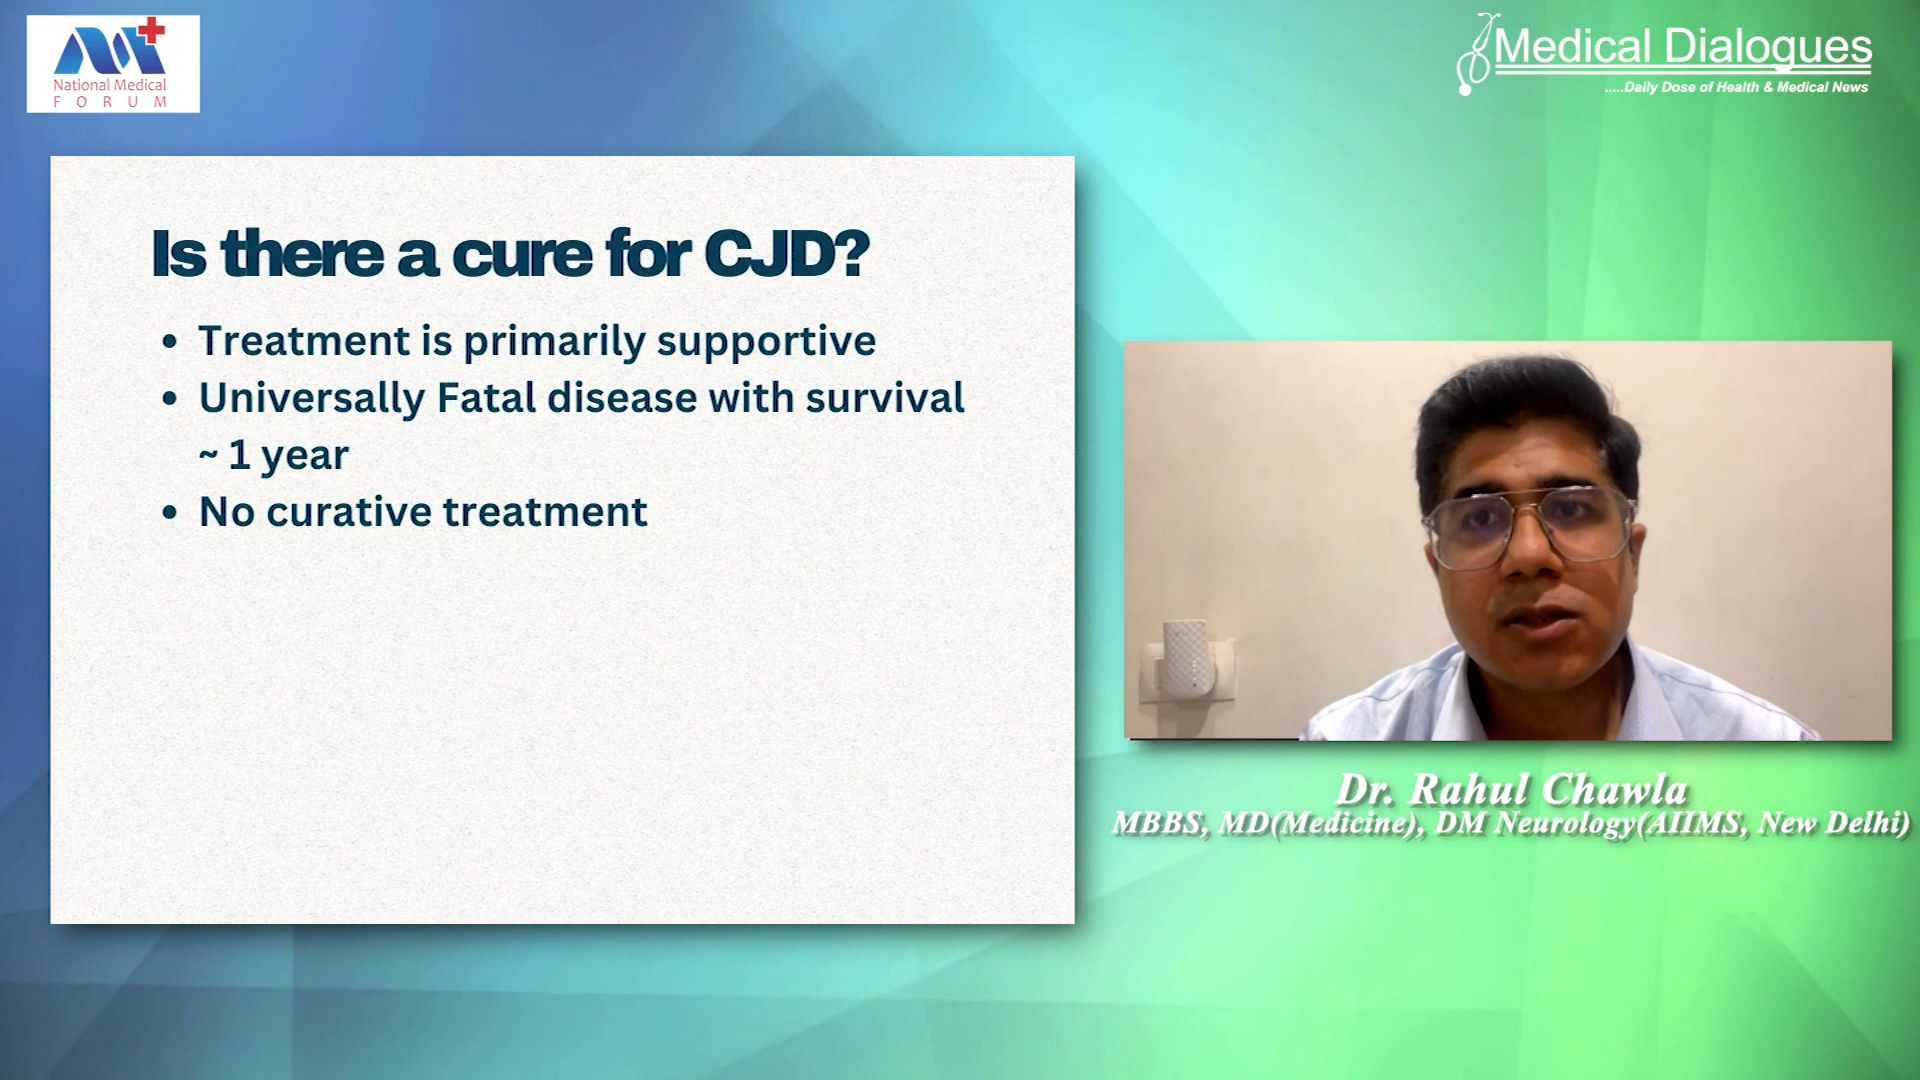 National Medical
FORUM
Medical Dialogues
.....Daily Dose of Health & Medical News
Is there a cure for CJD?
• Treatment is primarily supportive
• Universally Fatal disease with survival
~ 1 year
• No curative treatment
Dr. Rahul Chawla
MBBS, MD(Medicine), DM Neurology(AIIMS, New Delhi)